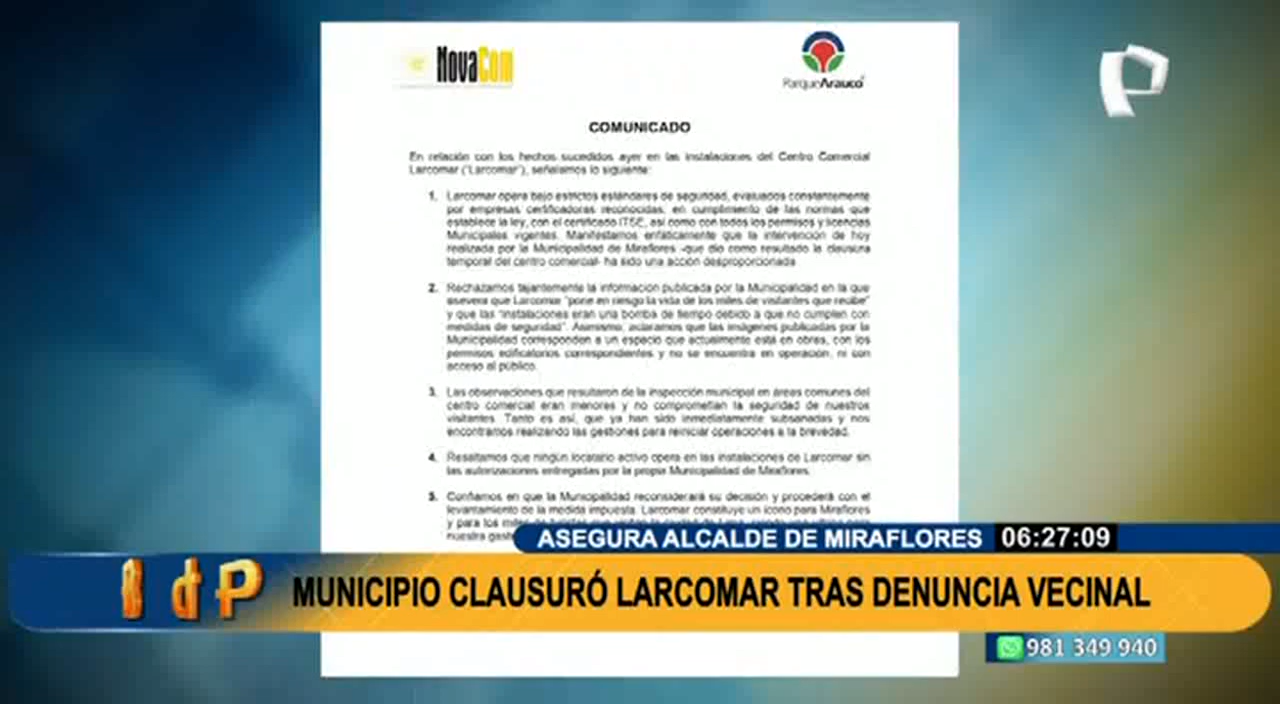 NovaCom
ParqueArauco
COMUNICADO
En relación con los hechos sucedidos ayer en las instalaciones del Centro Comercial
Larcomar ("Larcomar"), señalamos lo siguiente:
1. Larcomar opera bajo estrictos estándares de seguridad, evaluados constantemente
por empresas certificadoras reconocidas, en cumplimiento de las normas que
establece la ley, con el certificado ITSE, así como con todos los permisos y licencias
Municipales vigentes. Manifestamos enfáticamente que la intervención de hoy
realizada por la Municipalidad de Miraflores -que dio como resultado la clausura
temporal del centro comercial- ha sido una acción desproporcionada
2. Rechazamos tajantemente la información publicada por la Municipalidad en la que
asevera que Larcomar "pone en riesgo la vida de los miles de visitantes que recibe"
y que las "instalaciones eran una bomba de tiempo debido a que no cumplen con
medidas de seguridad". Asimismo, aclaramos que las imágenes publicadas por la
Municipalidad corresponden a un espacio que actualmente está en obras, con los
permisos edificatorios correspondientes y no se encuentra en operación, ni con
acceso al público.
3. Las observaciones que resultaron de la inspección municipal en áreas comunes del
centro comercial eran menores y no comprometían la seguridad de nuestros
visitantes. Tanto es así, que ya han sido inmediatamente subsanadas y nos
encontramos realizando las gestiones para reiniciar operaciones a la brevedad.
4. Resaltamos que ningún locatario activo opera en las instalaciones de Larcomar sin
las autorizaciones entregadas por la propia Municipalidad de Miraflores.
5. Confiamos en que la Municipalidad reconsiderará su decisión y procederá con el
levantamiento de la medida impuesta. Larcomar constituye un ícono para Miraflores
y para los
nuestra
ASEGURA ALCALDE DE MIRAFLORES 06:27:09
BdP MUNICIPIO CLAUSURÓ LARCOMAR TRAS DENUNCIA VECINAL
981 349 940